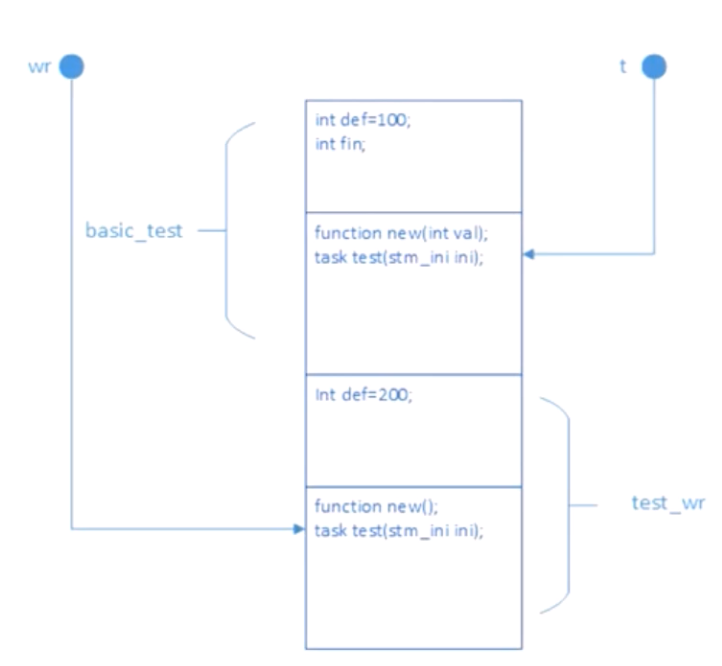 wr
t
int def=100;
int fin;
basic_test
function new(int val);
task test(stm_ini ini);
Int def=200;
function new();
test_wr
task test(stm_ini ini);